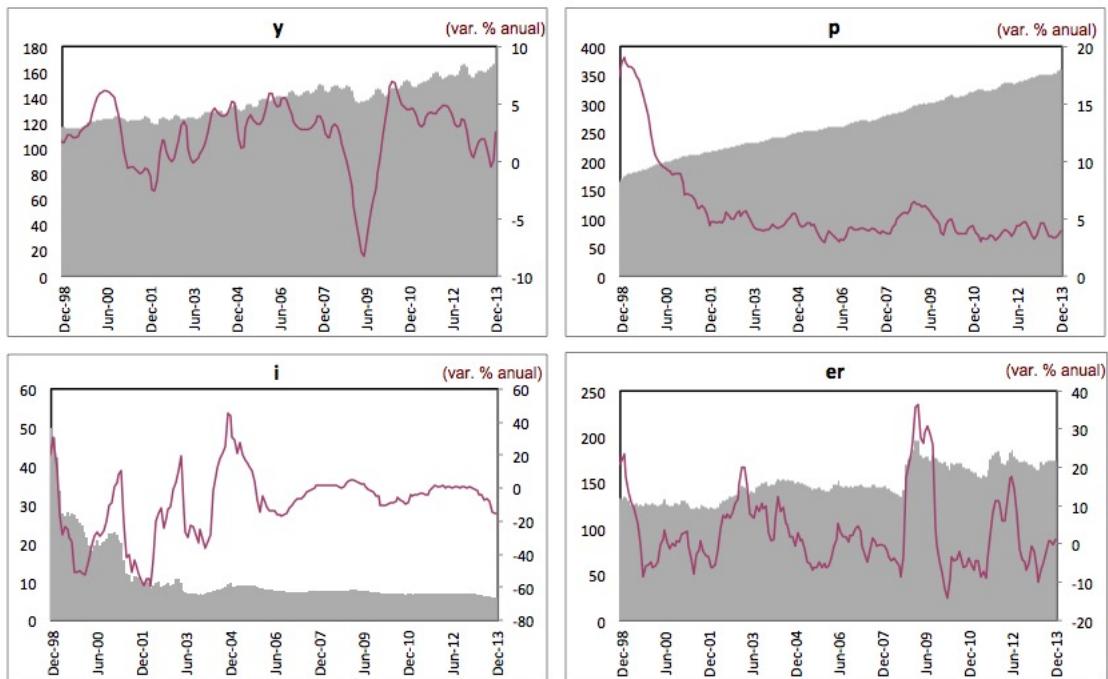 y (var. % anual)
180
160
140
120
100
80
60
40
20
0
10
5
0
-5
-10
Dec-98
Jun-00
Dec-01
Jun-03
Dec-04
Jun-06
Dec-07
Jun-09
Dec-10
Jun-12
Dec-13
p (var. % anual)
400
350
300
250
200
150
100
50
0
20
15
10
5
0
Dec-98
Jun-00
Dec-01
Jun-03
Dec-04
Jun-06
Dec-07
Jun-09
Dec-10
Jun-12
Dec-13
i (var. % anual)
60
50
40
30
20
10
0
60
40
20
0
-20
-40
-60
-80
Dec-98
Jun-00
Dec-01
Jun-03
Dec-04
Jun-06
Dec-07
Jun-09
Dec-10
Jun-12
Dec-13
er (var. % anual)
250
200
150
100
50
0
40
30
20
10
0
-10
-20
Dec-98
Jun-00
Dec-01
Jun-03
Dec-04
Jun-06
Dec-07
Jun-09
Dec-10
Jun-12
Dec-13